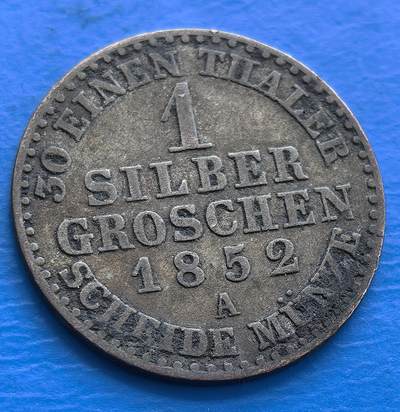 30 EINEN THALER
1
SILBER
GROSCHEN
1852
A
SCHEIDE MÜNZE